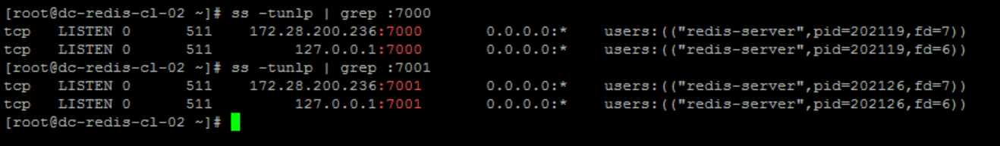 [root@dc-redis-cl-02 ~]# ss -tunlp | grep :7000
tcp   LISTEN 0      511    172.28.200.236:7000       0.0.0.0:*    users:(("redis-server",pid=202119,fd=7))
tcp   LISTEN 0      511         127.0.0.1:7000       0.0.0.0:*    users:(("redis-server",pid=202119,fd=6))
[root@dc-redis-cl-02 ~]# ss -tunlp | grep :7001
tcp   LISTEN 0      511    172.28.200.236:7001       0.0.0.0:*    users:(("redis-server",pid=202126,fd=7))
tcp   LISTEN 0      511         127.0.0.1:7001       0.0.0.0:*    users:(("redis-server",pid=202126,fd=6))
[root@dc-redis-cl-02 ~]#